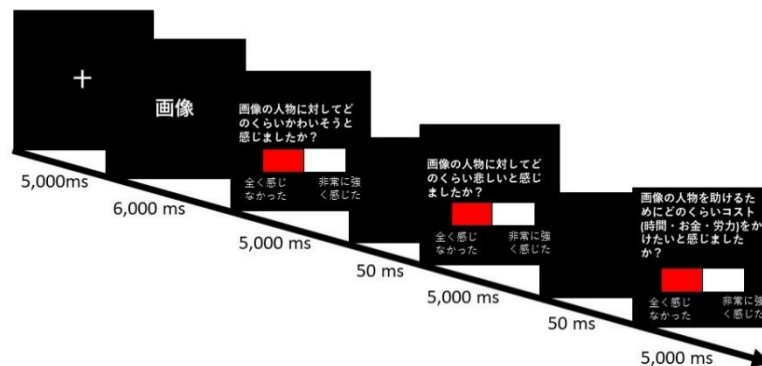 画像
画像の人物に対してど
のくらいかわいそうと
感じましたか？
全く感じ
なかった
非常に強
く感じた
画像の人物に対してど
のくらい悲しいと感じ
ましたか？
全く感じ
なかった
非常に強
く感じた
画像の人物を助けるた
めにどのくらいコスト
(時間・お金・労力)をか
けたいと感じました
か？
全く感じ
なかった
非常に強
く感じた
5,000ms
6,000 ms
5,000 ms
50 ms
5,000 ms
50 ms
5,000 ms